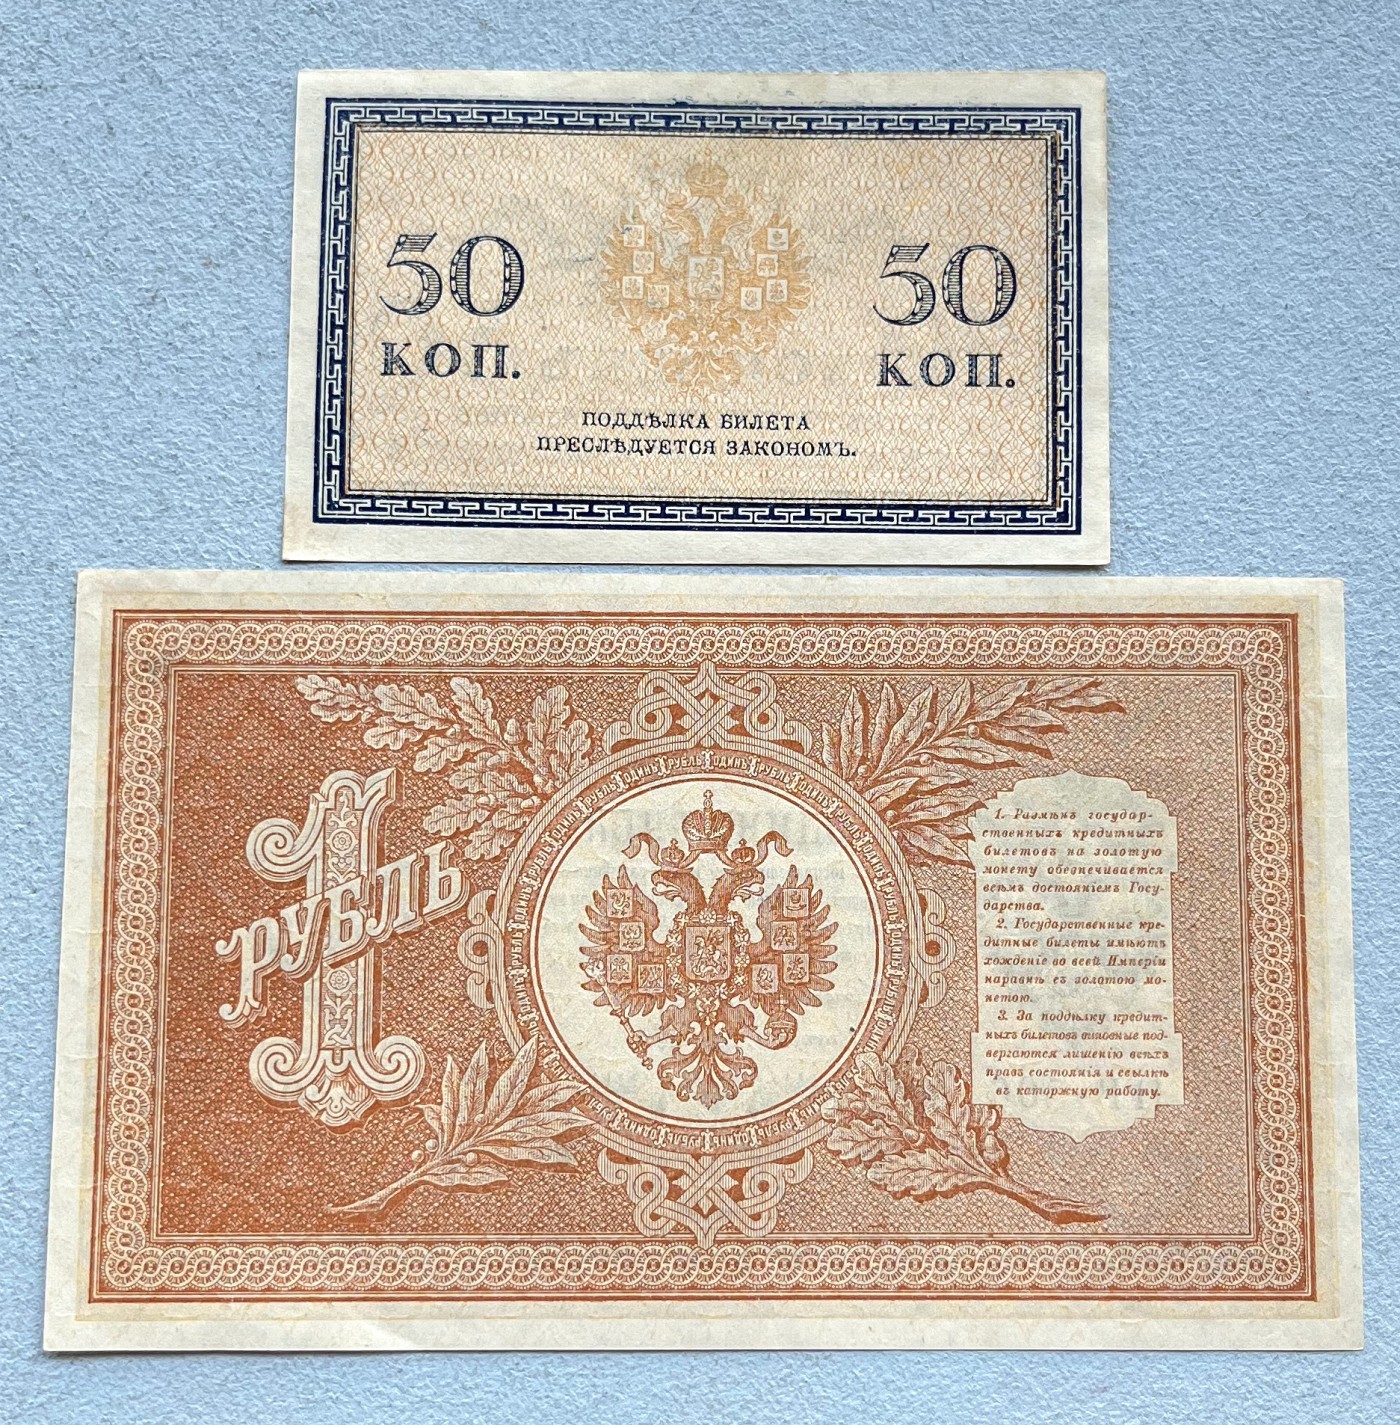 50
КОП.
50
КОП.
ПОДДѢЛКА БИЛЕТА
ПРЕСЛѢДУЕТСЯ ЗАКОНОМЪ.
1
РУБЛЬ
1. Размѣнъ государ-
ственныхъ кредитныхъ
билетовъ на золотую
монету обезпечивается
всѣмъ достояніемъ Госу-
дарства.
2. Государственные кре-
дитные билеты имѣютъ
хожденіе во всей Имперіи
наравнѣ съ золотою мо-
нетою.
3. За поддѣлку кредит-
ныхъ билетовъ виновные под-
вергаются лишенію всѣхъ
правъ состоянія и ссылкѣ
въ каторжную работу.